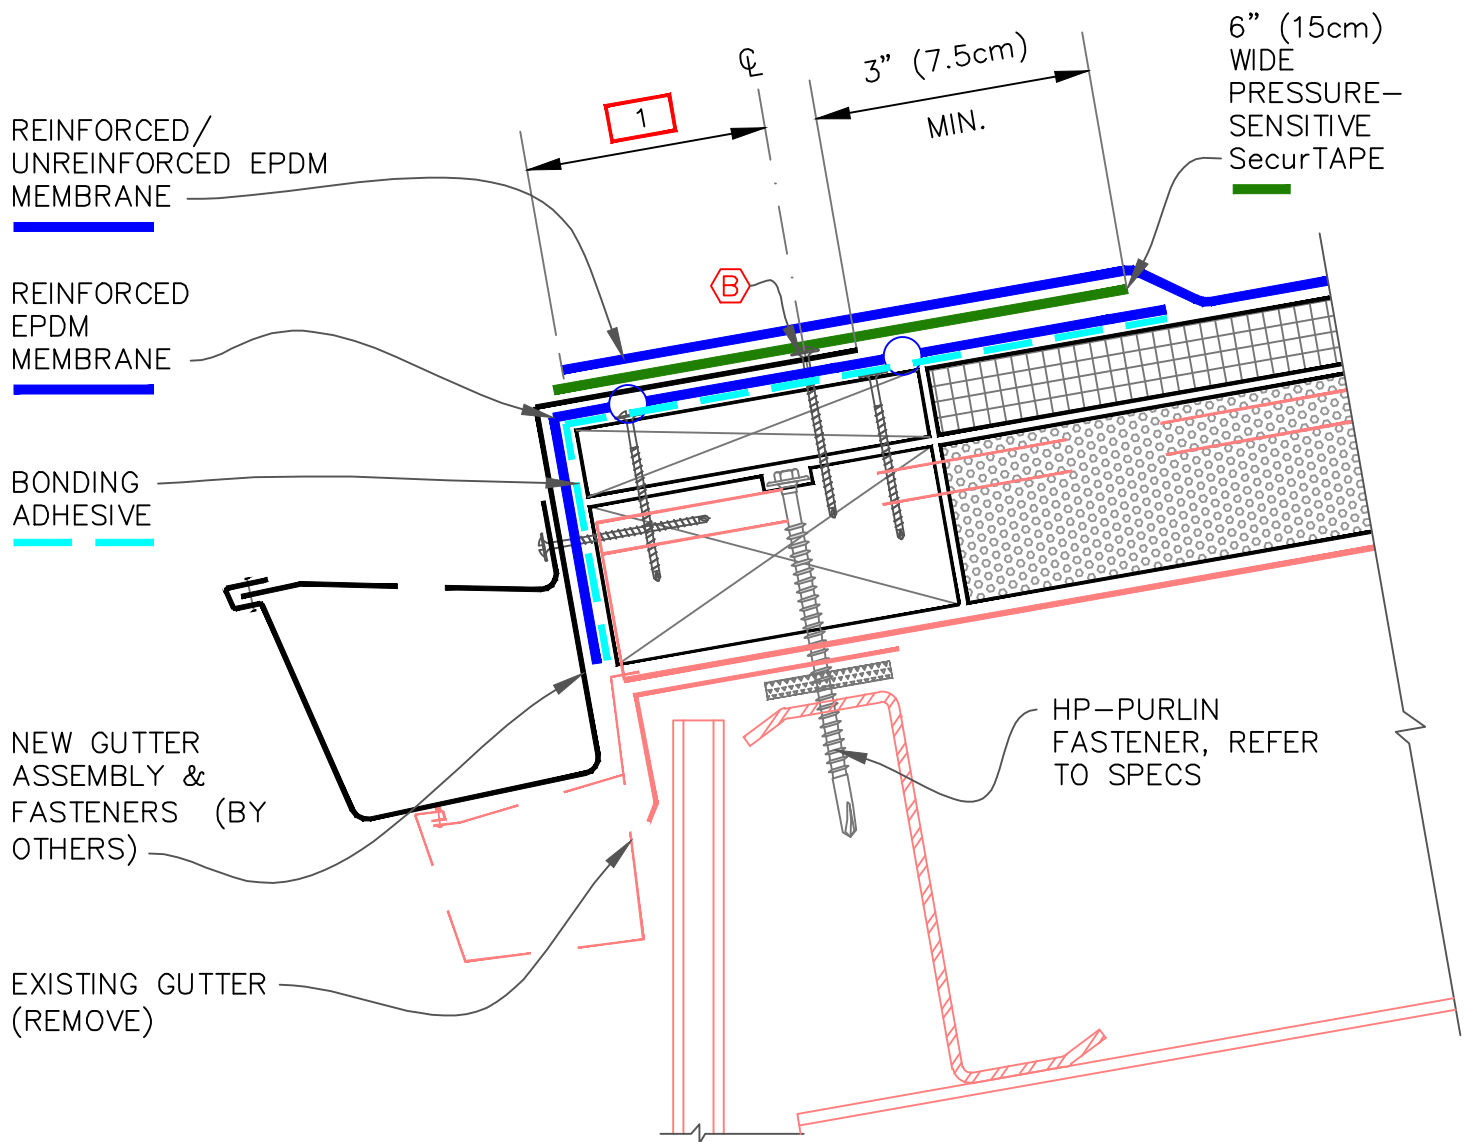 6” (15cm)
WIDE
PRESSURE-
SENSITIVE
SecurTAPE
℄
3” (7.5cm)
MIN.
1
REINFORCED/
UNREINFORCED EPDM
MEMBRANE
B
REINFORCED
EPDM
MEMBRANE
BONDING
ADHESIVE
NEW GUTTER
ASSEMBLY &
FASTENERS (BY
OTHERS)
HP-PURLIN
FASTENER, REFER
TO SPECS
EXISTING GUTTER
(REMOVE)